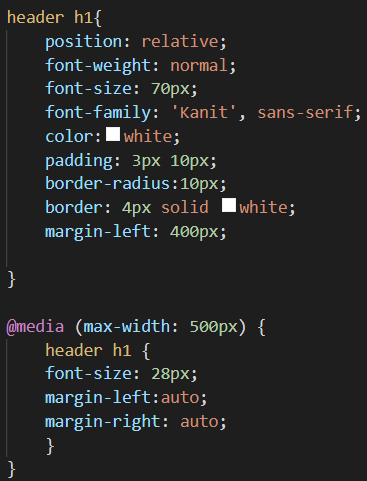 header h1{
    position: relative;
    font-weight: normal;
    font-size: 70px;
    font-family: 'Kanit', sans-serif;
    color: white;
    padding: 3px 10px;
    border-radius:10px;
    border: 4px solid white;
    margin-left: 400px;

}

@media (max-width: 500px) {
    header h1 {
    font-size: 28px;
    margin-left:auto;
    margin-right: auto;
    }
}